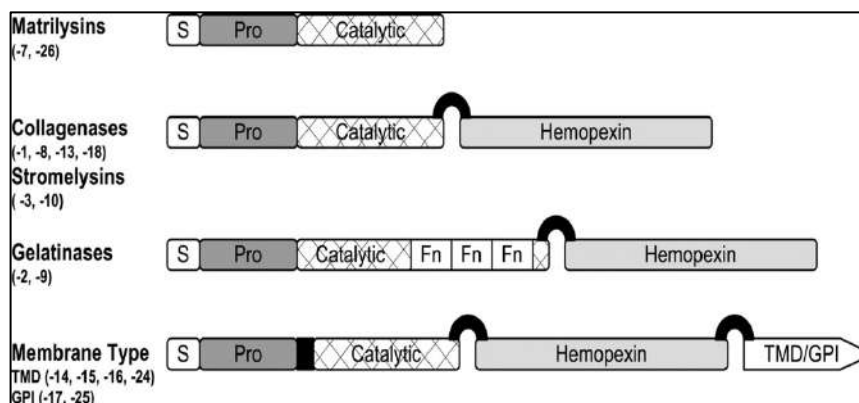 Matrilysins
(-7, -26)
S Pro Catalytic
Collagenases
(-1, -8, -13, -18)
S Pro Catalytic Hemopexin
Stromelysins
( -3, -10)
Gelatinases
(-2, -9)
S Pro Catalytic Fn Fn Fn Hemopexin
Membrane Type
TMD (-14, -15, -16, -24)
GPI (-17, -25)
S Pro Catalytic Hemopexin TMD/GPI